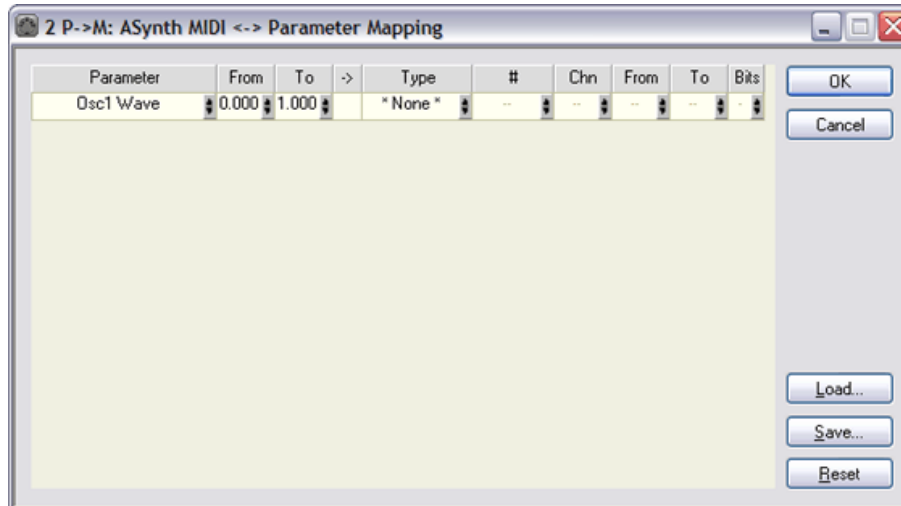 2 P->M: ASynth MIDI <-> Parameter Mapping
Parameter From To -> Type # Chn From To Bits
Osc1 Wave 0.000 1.000 * None * -- -- -- -- -
OK
Cancel
Load...
Save...
Reset